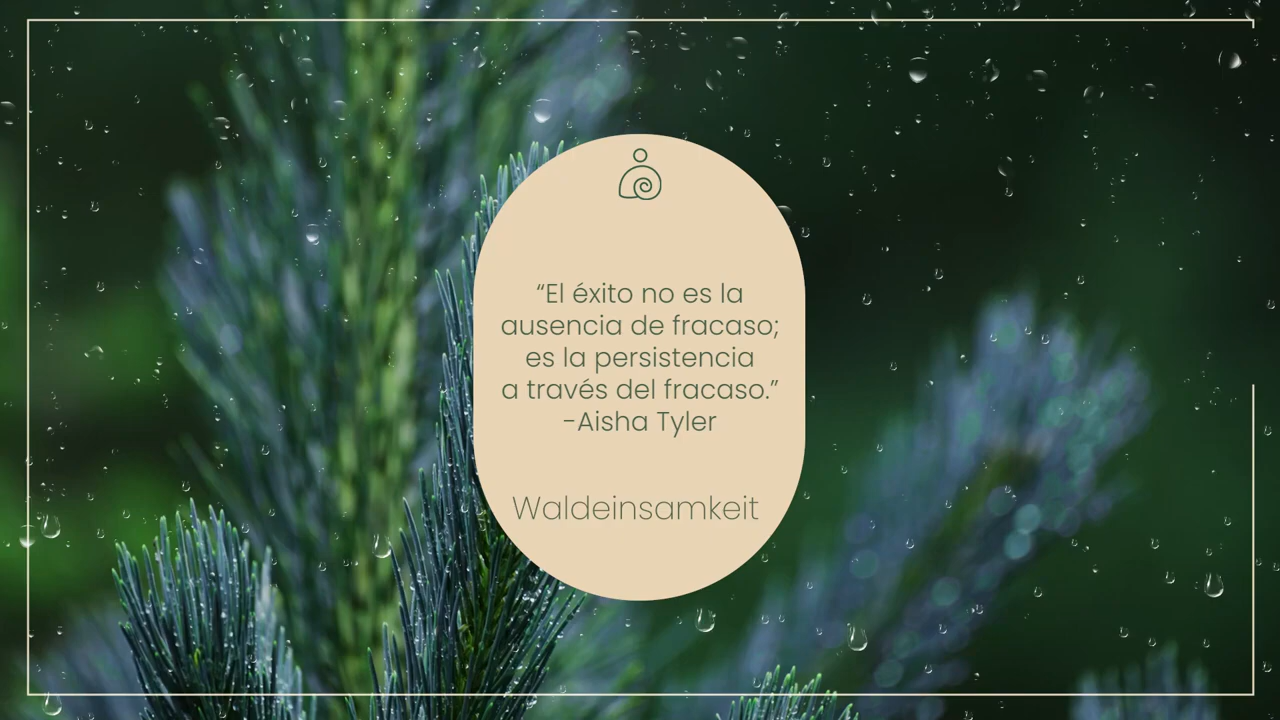 “El éxito no es la
ausencia de fracaso;
es la persistencia
a través del fracaso.”
-Aisha Tyler
Waldeinsamkeit